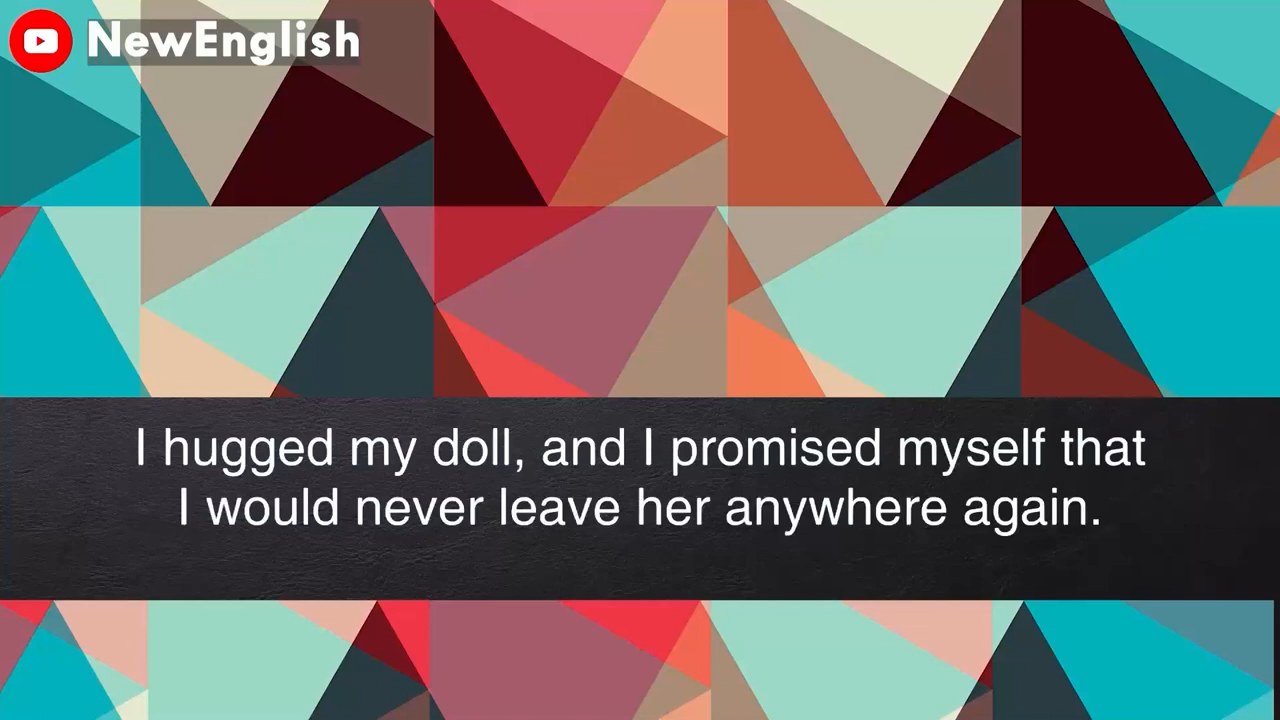 NewEnglish
I hugged my doll, and I promised myself that
I would never leave her anywhere again.